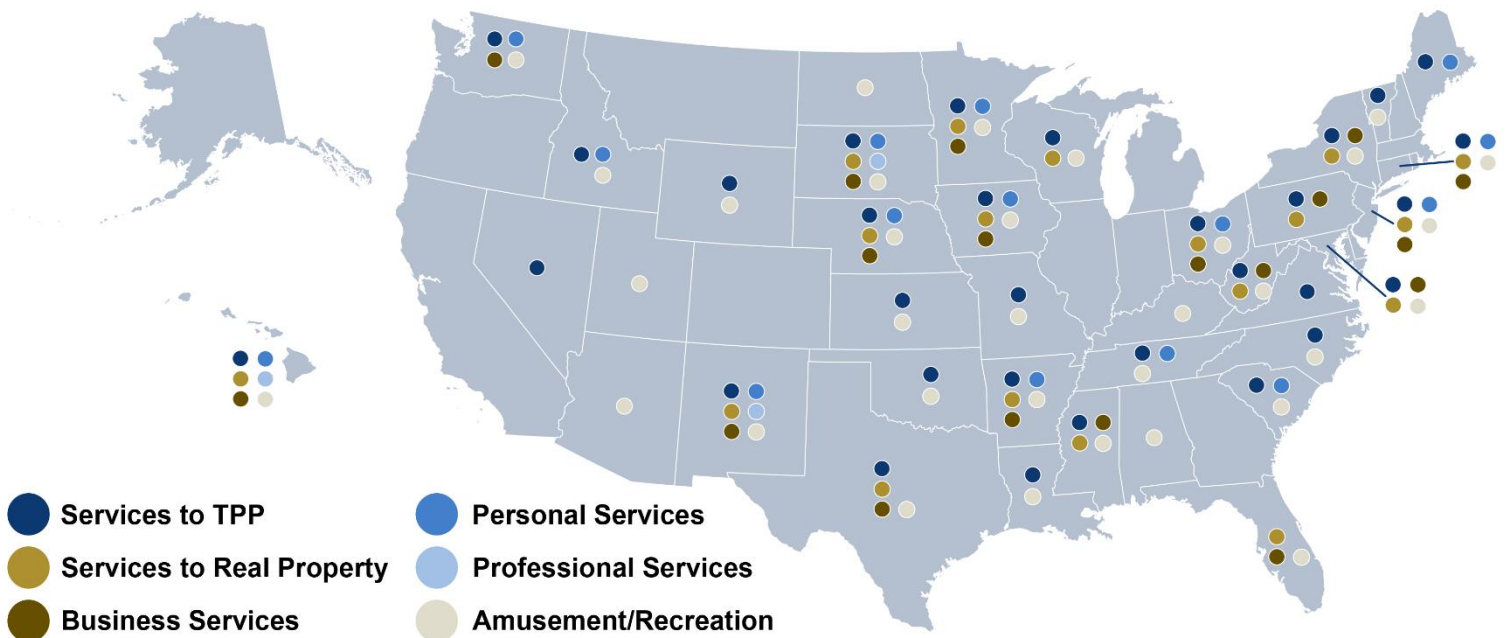 Services to TPP
Services to Real Property
Business Services
Personal Services
Professional Services
Amusement/Recreation